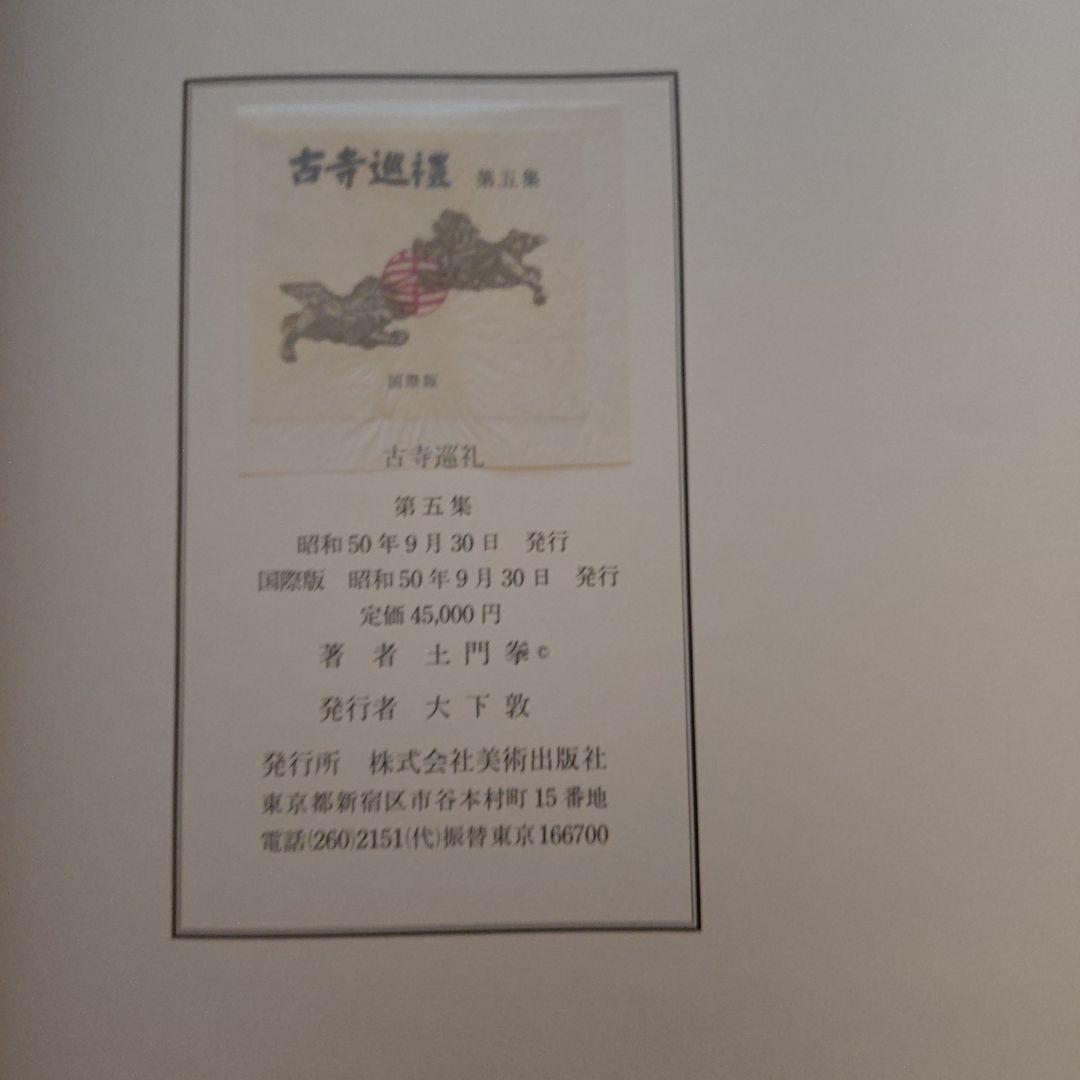 古寺巡禮 第五集
国際版
古寺巡礼
第五集
昭和50年9月30日 発行
国際版 昭和50年9月30日 発行
定価45,000円
著者 土門拳©
発行者 大下敦
発行所 株式会社美術出版社
東京都新宿区市谷本村町15番地
電話(260)2151(代)振替東京166700